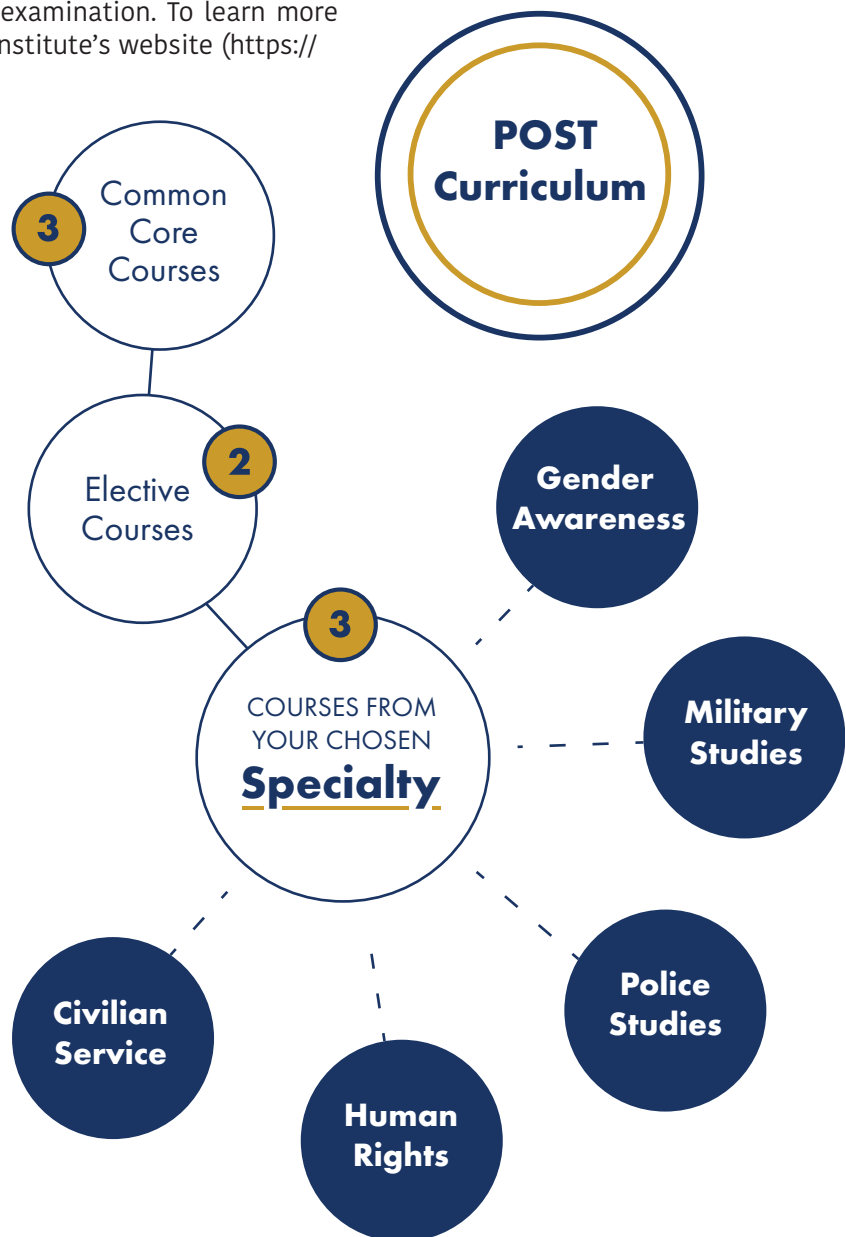 examination. To learn more
nstitute’s website (https://
POST
Curriculum
3
Common
Core
Courses
2
Elective
Courses
3
COURSES FROM
YOUR CHOSEN
Specialty
Gender
Awareness
Military
Studies
Police
Studies
Human
Rights
Civilian
Service